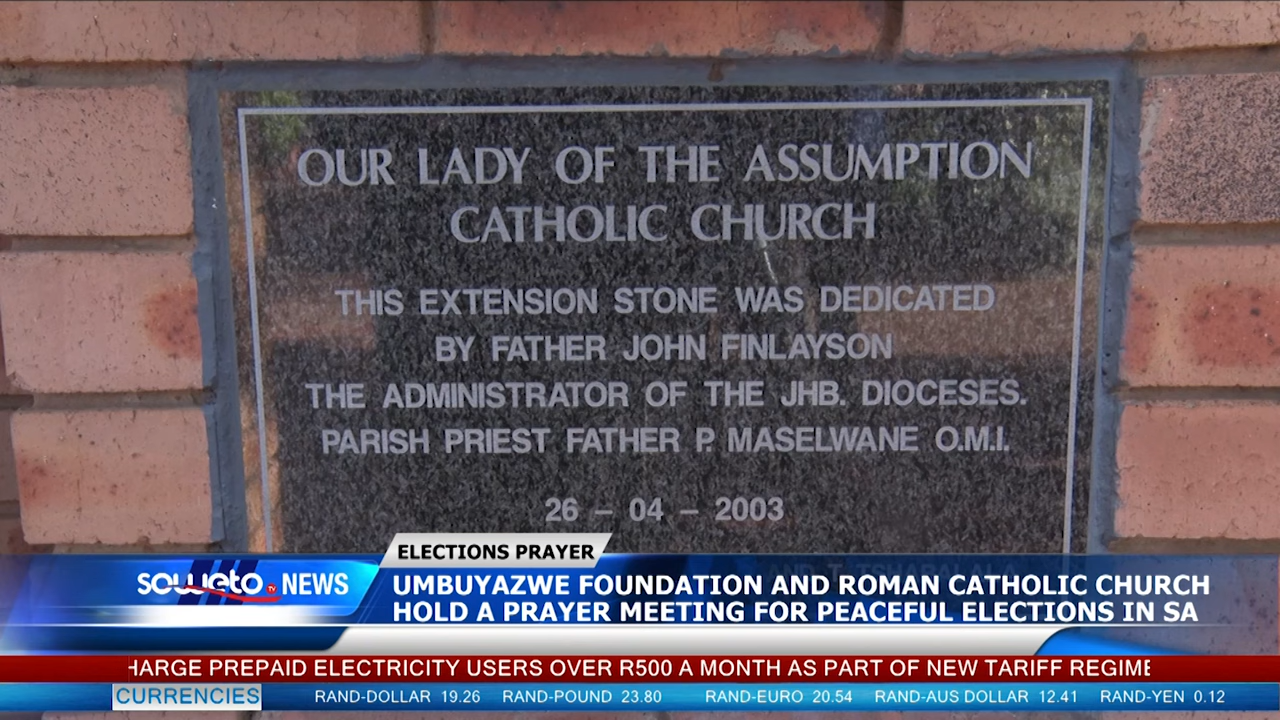 OUR LADY OF THE ASSUMPTION
CATHOLIC CHURCH
THIS EXTENSION STONE WAS DEDICATED
BY FATHER JOHN FINLAYSON
THE ADMINISTRATOR OF THE JHB. DIOCESES.
PARISH PRIEST FATHER P. MASELWANE O.M.I.
26 – 04 – 2003
ELECTIONS PRAYER
soweto.tv NEWS
UMBUYAZWE FOUNDATION AND ROMAN CATHOLIC CHURCH
HOLD A PRAYER MEETING FOR PEACEFUL ELECTIONS IN SA
HARGE PREPAID ELECTRICITY USERS OVER R500 A MONTH AS PART OF NEW TARIFF REGIME
CURRENCIES RAND-DOLLAR 19.26 RAND-POUND 23.80 RAND-EURO 20.54 RAND-AUS DOLLAR 12.41 RAND-YEN 0.12